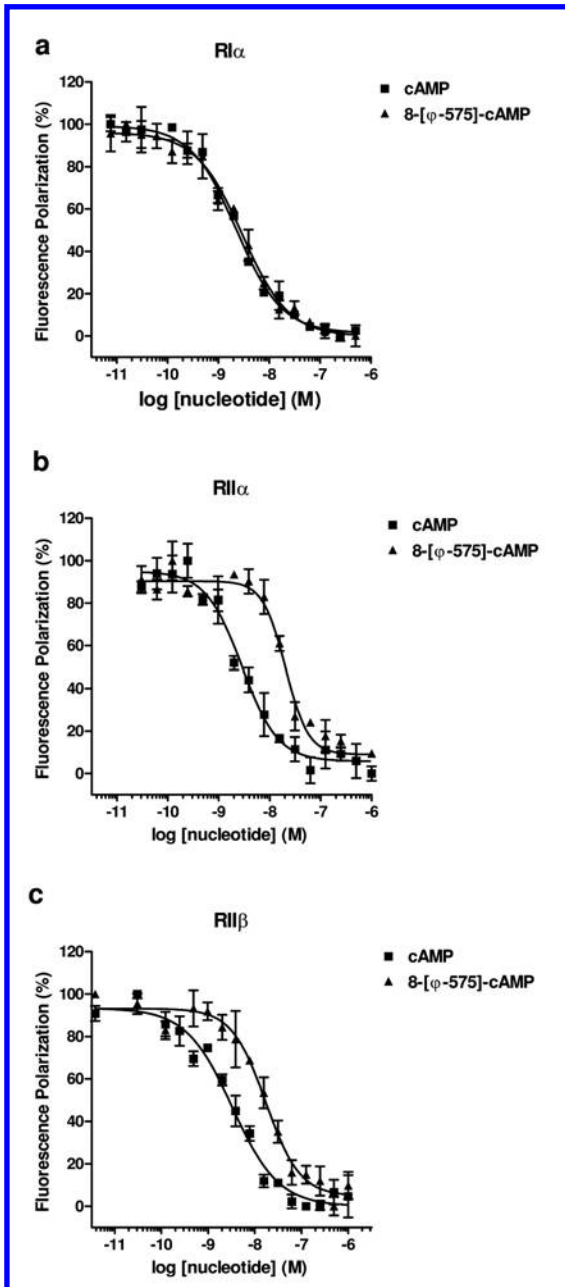 a
RIα
120
100
80
60
40
20
0
Fluorescence Polarization (%)
-11 -10 -9 -8 -7 -6
log [nucleotide] (M)
cAMP
8-[φ-575]-cAMP
b
RIIα
120
100
80
60
40
20
0
Fluorescence Polarization (%)
-11 -10 -9 -8 -7 -6
log [nucleotide] (M)
cAMP
8-[φ-575]-cAMP
c
RIIβ
120
100
80
60
40
20
0
Fluorescence Polarization (%)
-11 -10 -9 -8 -7 -6
log [nucleotide] (M)
cAMP
8-[φ-575]-cAMP